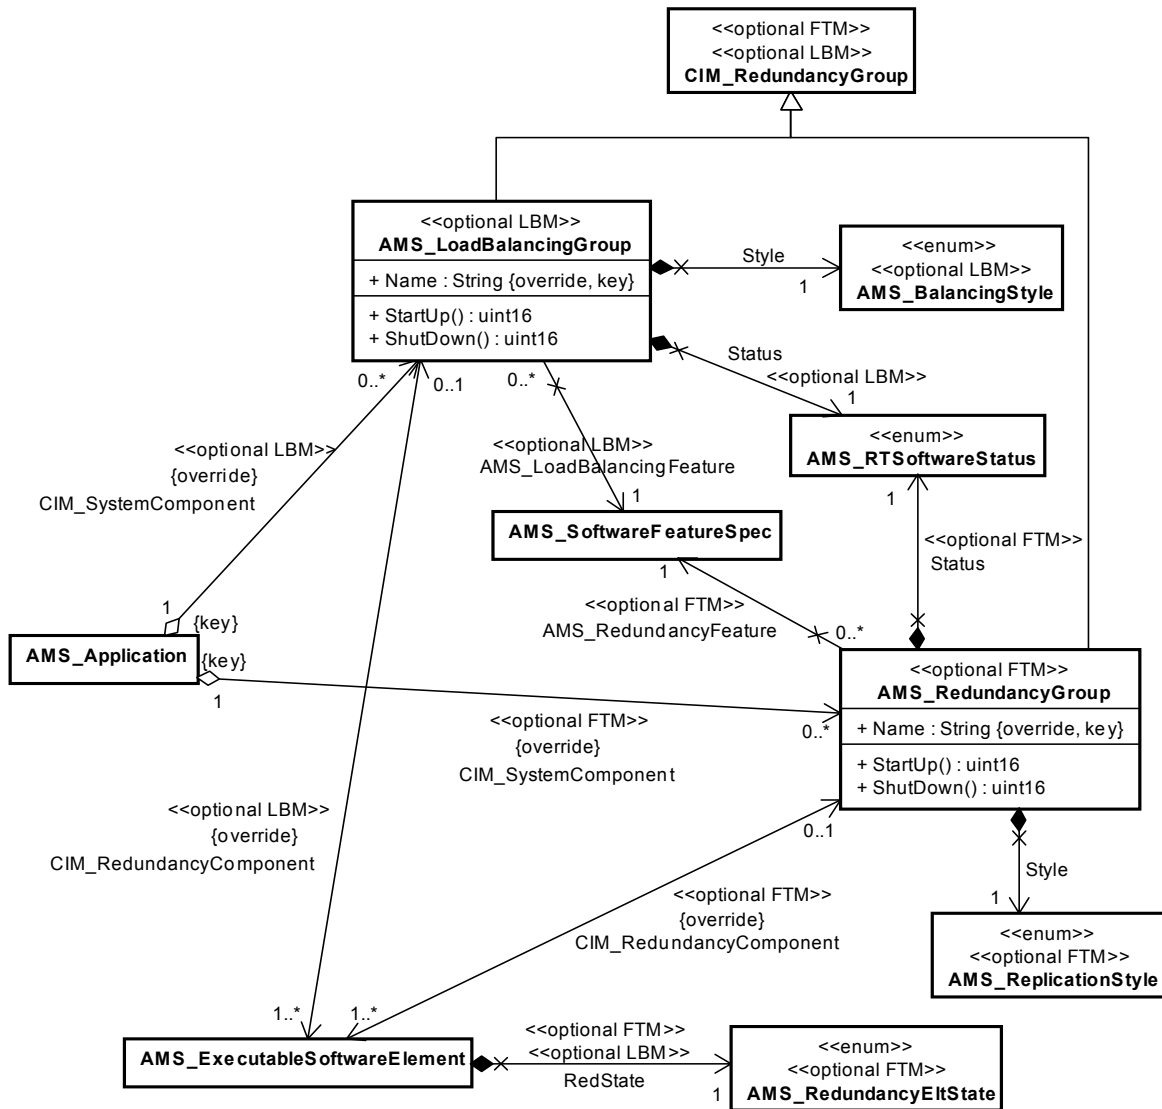 <<optional FTM>>
<<optional LBM>>
CIM_RedundancyGroup
<<optional LBM>>
AMS_LoadBalancingGroup
+ Name : String {override, key}
+ StartUp() : uint16
+ ShutDown() : uint16
Style
1
<<enum>>
<<optional LBM>>
AMS_BalancingStyle
Status
<<optional LBM>>
1
0..*
0..1
0..*
<<optional LBM>>
{override}
CIM_SystemComponent
<<optional LBM>>
AMS_LoadBalancingFeature
1
<<enum>>
AMS_RTSoftwareStatus
1
AMS_SoftwareFeatureSpec
1
<<optional FTM>>
Status
<<optional FTM>>
AMS_RedundancyFeature
0..*
1
{key}
AMS_Application
{key}
1
<<optional FTM>>
{override}
CIM_SystemComponent
0..*
<<optional FTM>>
AMS_RedundancyGroup
+ Name : String {override, key}
+ StartUp() : uint16
+ ShutDown() : uint16
<<optional LBM>>
{override}
CIM_RedundancyComponent
0..1
<<optional FTM>>
{override}
CIM_RedundancyComponent
Style
1
<<enum>>
<<optional FTM>>
AMS_ReplicationStyle
1..*
1..*
AMS_ExecutableSoftwareElement
<<optional FTM>>
<<optional LBM>>
RedState
1
<<enum>>
<<optional FTM>>
AMS_RedundancyEltState